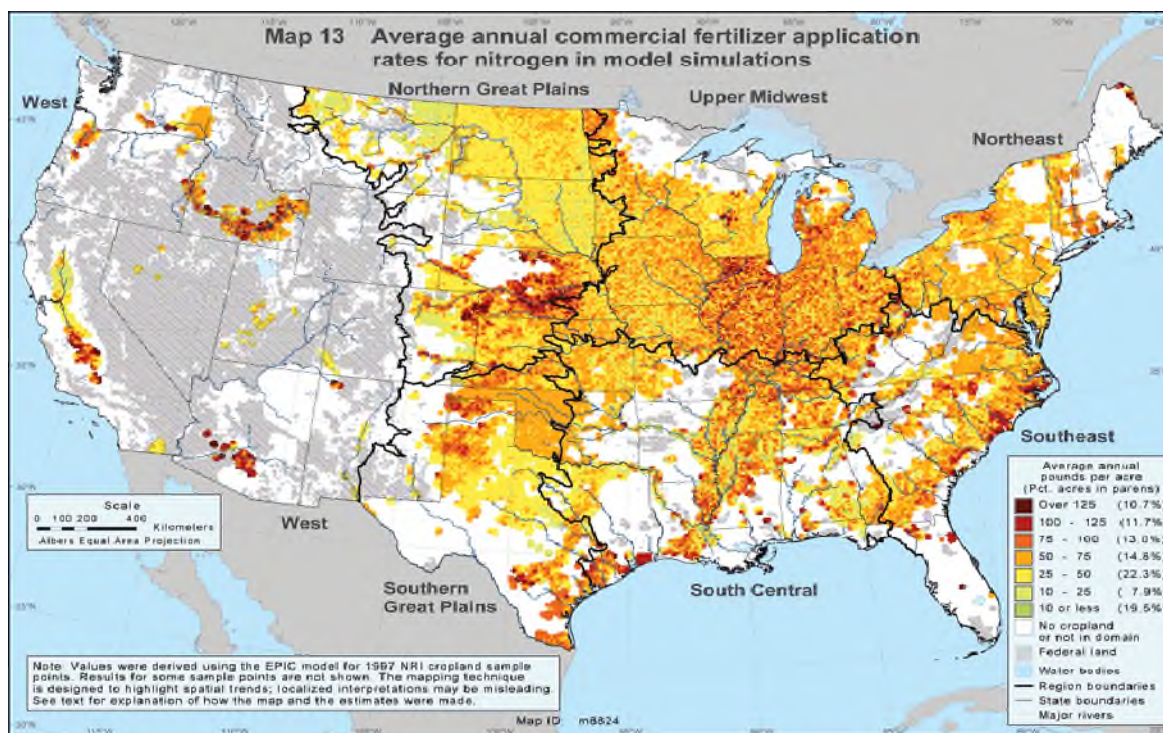 Map 13 Average annual commercial fertilizer application
rates for nitrogen in model simulations
West
Northern Great Plains
Upper Midwest
Northeast
Southeast
South Central
Southern
Great Plains
West
Scale
0 100 200 400
Kilometers
Albers Equal Area Projection
Average annual
pounds per acre
(Pct. acres in parens)
Over 125 (10.7%
100 - 125 (11.7%
75 - 100 (13.0%
50 - 75 (14.8%
25 - 50 (22.3%
10 - 25 ( 7.9%
10 or less (19.5%
No cropland
or not in domain
Federal land
Water bodies
Region boundaries
State boundaries
Major rivers
Note: Values were derived using the EPIC model for 1997 NRI cropland sample
points. Results for some sample points are not shown. The mapping technique
is designed to highlight spatial trends; localized interpretations may be misleading.
See text for explanation of how the map and the estimates were made.
Map ID: m8824